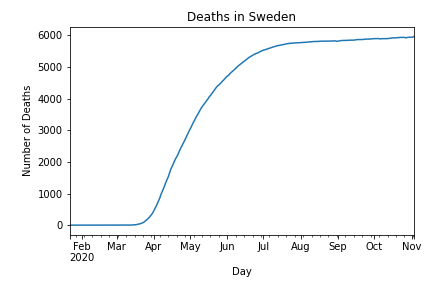 Deaths in Sweden
6000
5000
4000
3000
2000
1000
0
Number of Deaths
Feb Mar Apr May Jun Jul Aug Sep Oct Nov
2020
Day